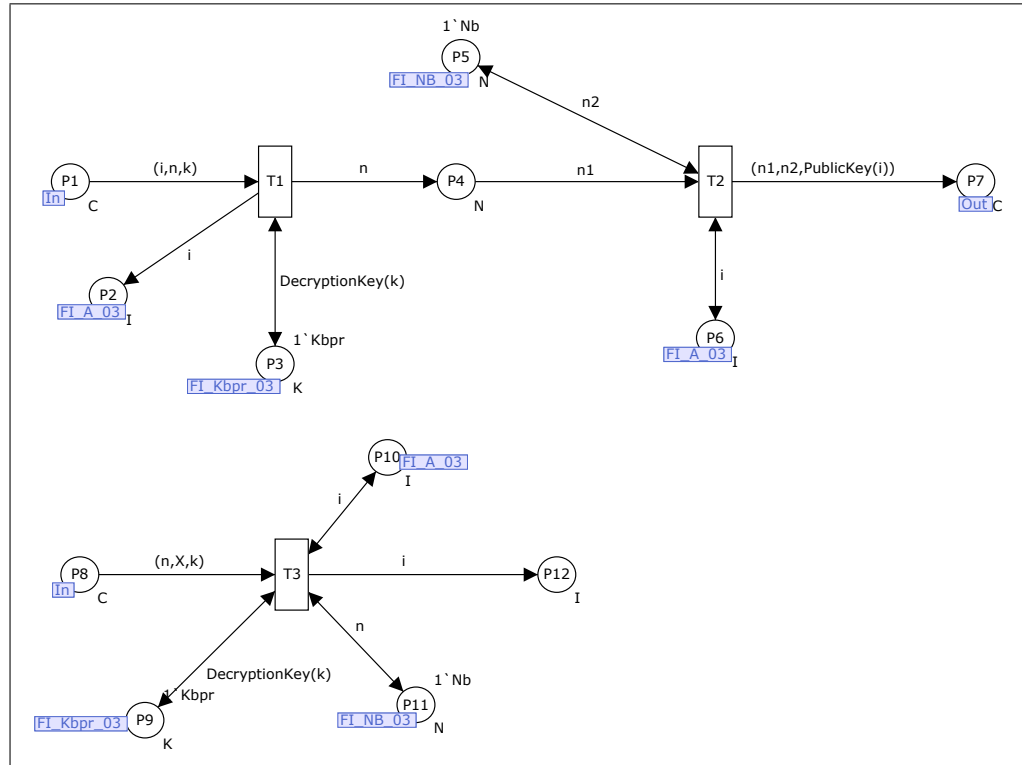 1`Nb
P5
FI_NB_03
N
n2
P1
In
C
(i,n,k)
T1
n
P4
N
n1
T2
(n1,n2,PublicKey(i))
P7
Out
C
i
P2
FI_A_03
I
DecryptionKey(k)
1`Kbpr
P3
FI_Kbpr_03
K
i
P6
FI_A_03
I
P10
FI_A_03
I
i
P8
In
C
(n,X,k)
T3
i
P12
I
n
DecryptionKey(k)
1`Kbpr
P9
FI_Kbpr_03
K
1`Nb
P11
FI_NB_03
N